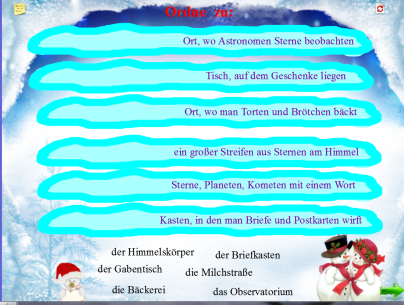 Ordne zu:
Ort, wo Astronomen Sterne beobachten
Tisch, auf dem Geschenke liegen
Ort, wo man Torten und Brötchen bäckt
ein großer Streifen aus Sternen am Himmel
Sterne, Planeten, Kometen mit einem Wort
Kasten, in den man Briefe und Postkarten wirft
der Himmelskörper
der Briefkasten
der Gabentisch
die Milchstraße
die Bäckerei
das Observatorium